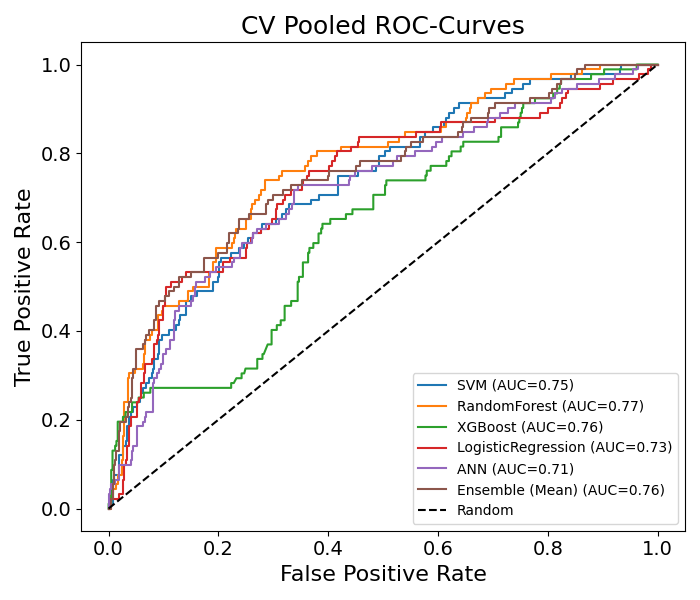 CV Pooled ROC-Curves
True Positive Rate
1.0
0.8
0.6
0.4
0.2
0.0
SVM (AUC=0.75)
RandomForest (AUC=0.77)
XGBoost (AUC=0.76)
LogisticRegression (AUC=0.73)
ANN (AUC=0.71)
Ensemble (Mean) (AUC=0.76)
Random
0.0 0.2 0.4 0.6 0.8 1.0
False Positive Rate